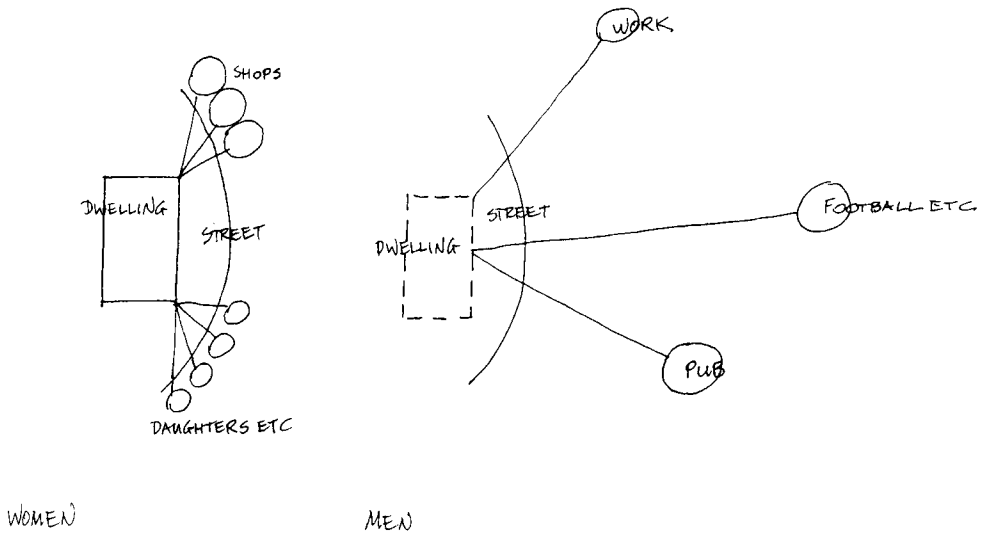 SHOPS
DWELLING
STREET
DAUGHTERS ETC
WOMEN
WORK
STREET
FOOTBALL ETC
DWELLING
PUB
MEN